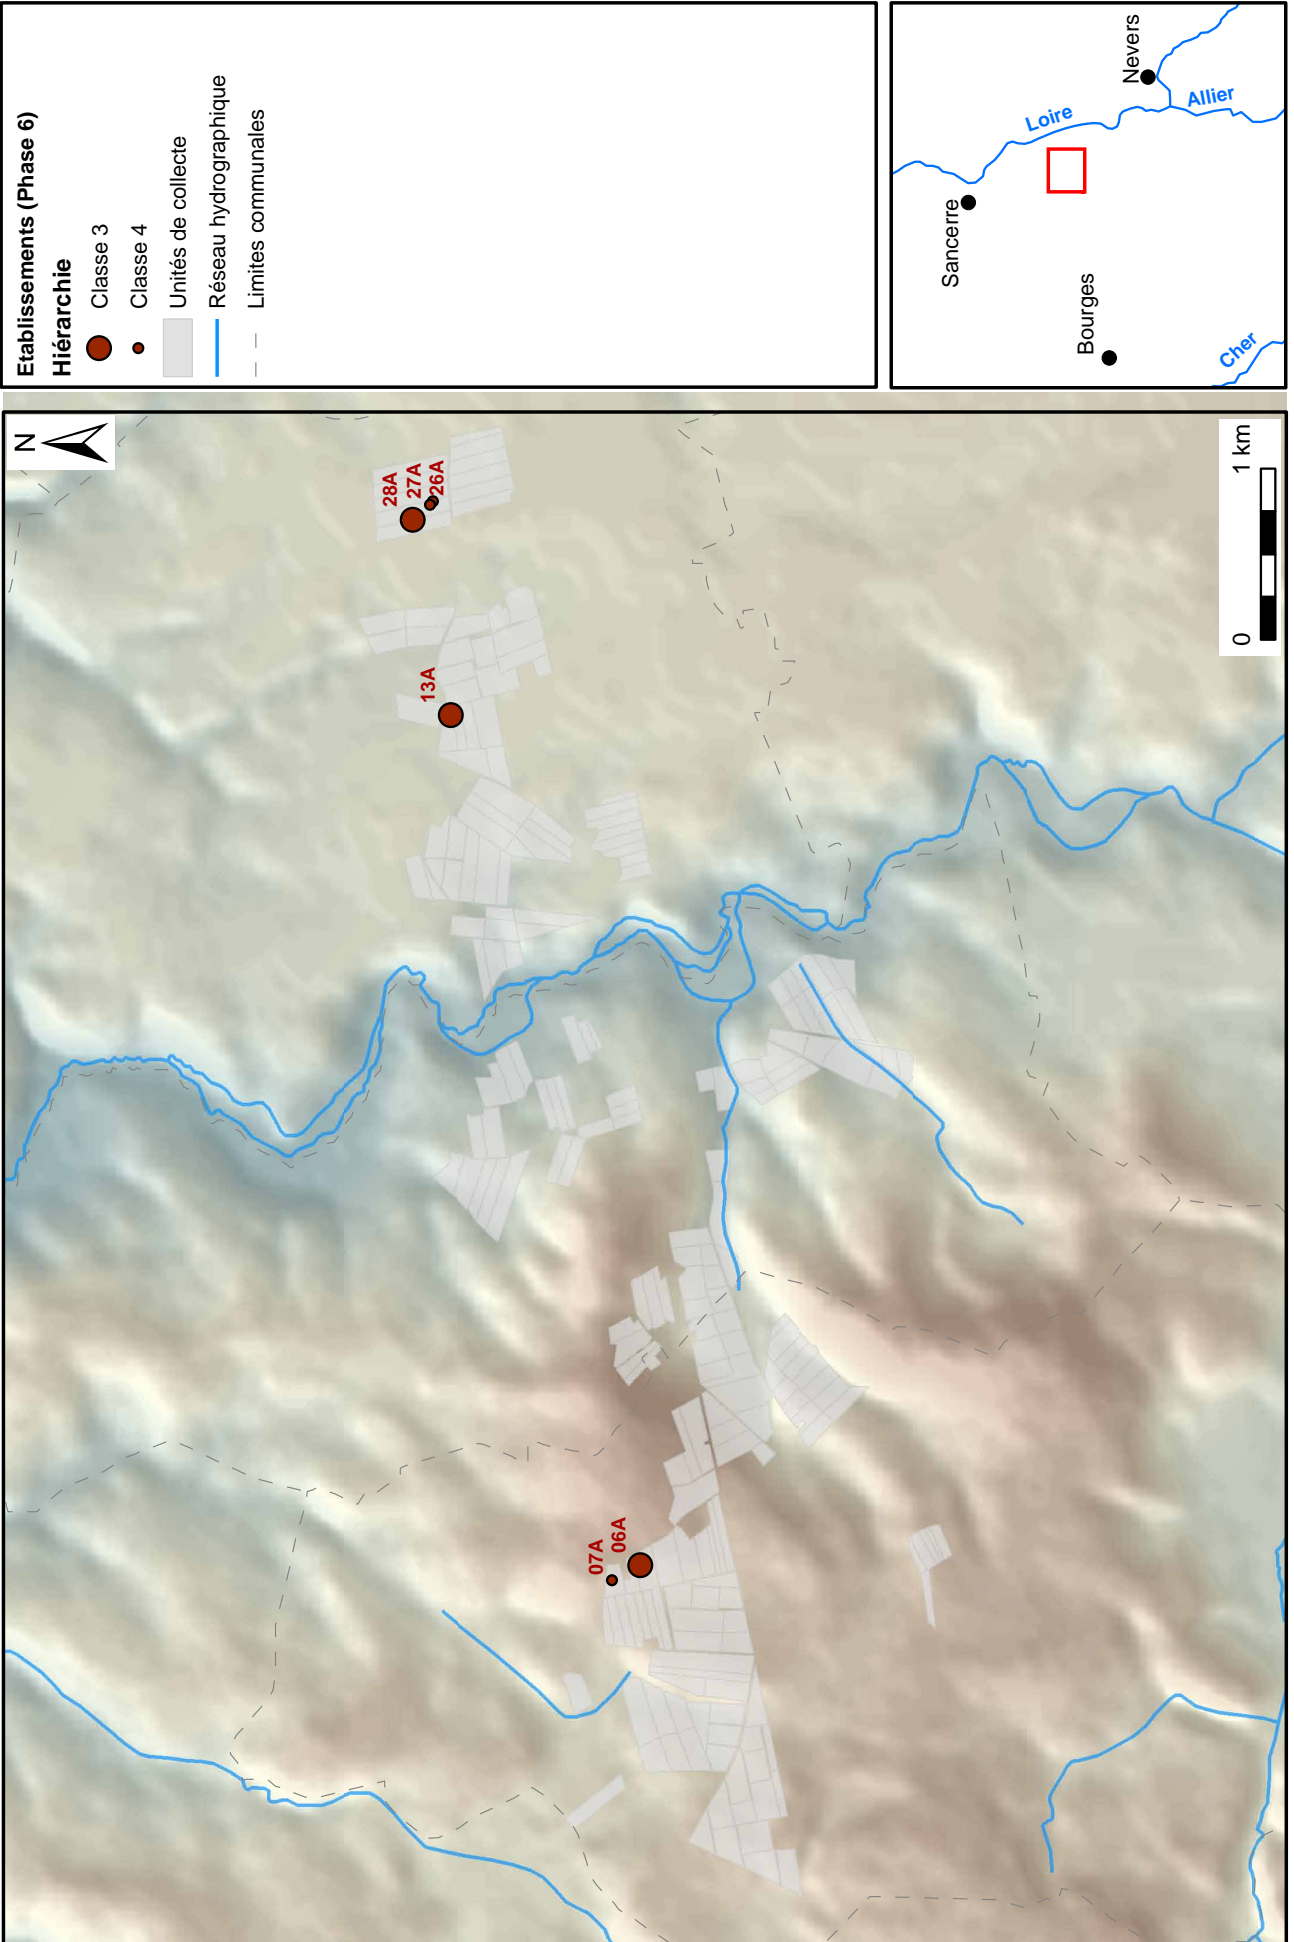 Etablissements (Phase 6)
Hiérarchie
Classe 3
Classe 4
Unités de collecte
Réseau hydrographique
Limites communales
Sancerre
Bourges
Nevers
Loire
Allier
Cher
N
28A
27A
26A
13A
07A
06A
0 1 km